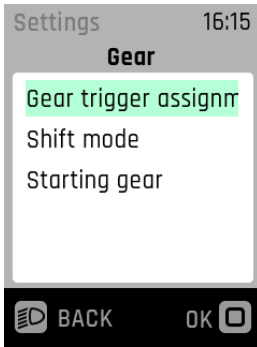 Settings 16:15
Gear
Gear trigger assignm
Shift mode
Starting gear
BACK OK